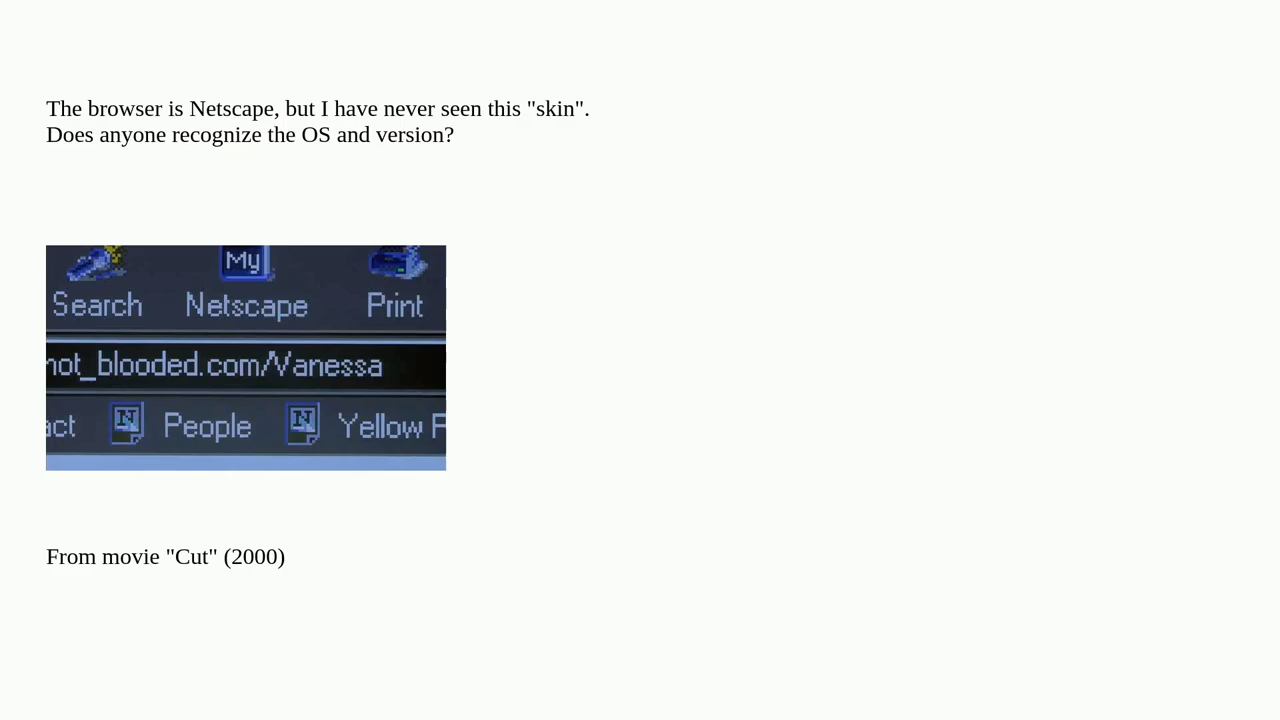 The browser is Netscape, but I have never seen this "skin".
Does anyone recognize the OS and version?
My
Search Netscape Print
hot_blooded.com/Vanessa
act N People N Yellow P
From movie "Cut" (2000)